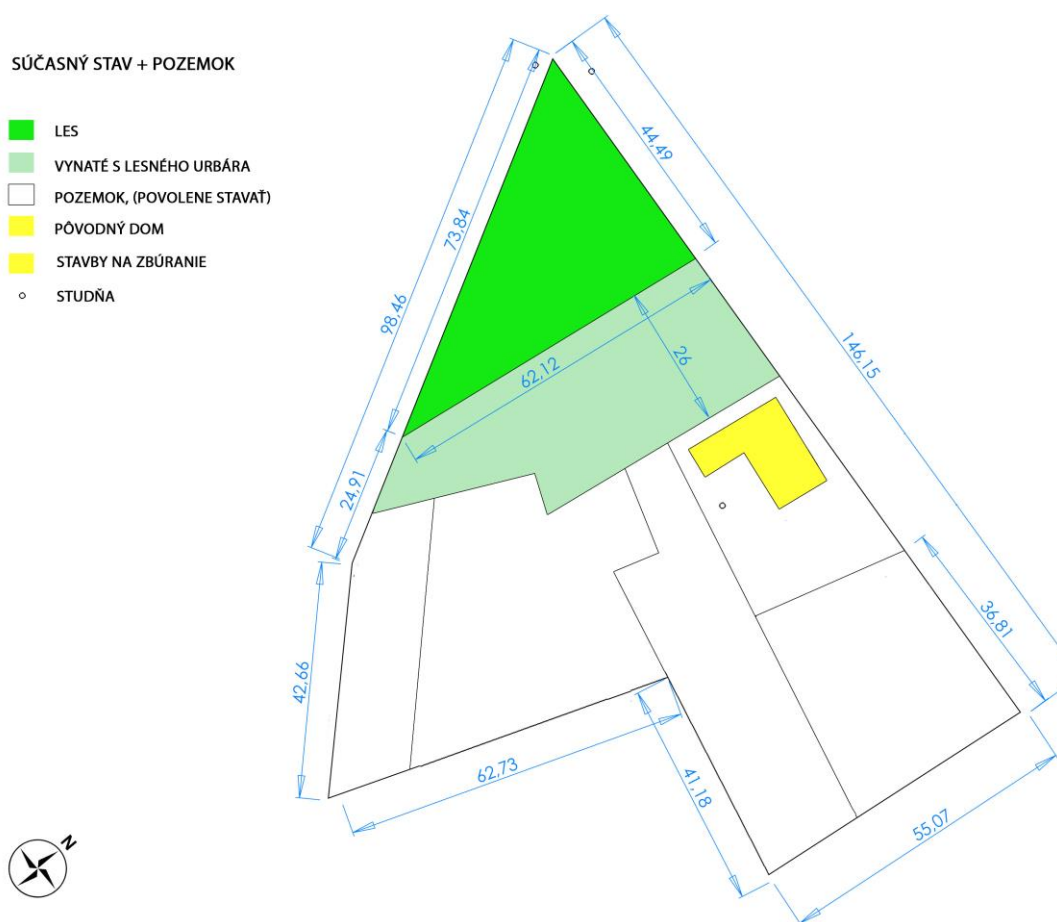 SÚČASNÝ STAV + POZEMOK
LES
VYNATÉ S LESNÉHO URBÁRA
POZEMOK, (POVOLENE STAVAŤ)
PÔVODNÝ DOM
STAVBY NA ZBÚRANIE
STUDŇA
44,49
73,84
98,46
146,15
26
62,12
24,91
36,81
42,66
62,73
41,18
55,07
N